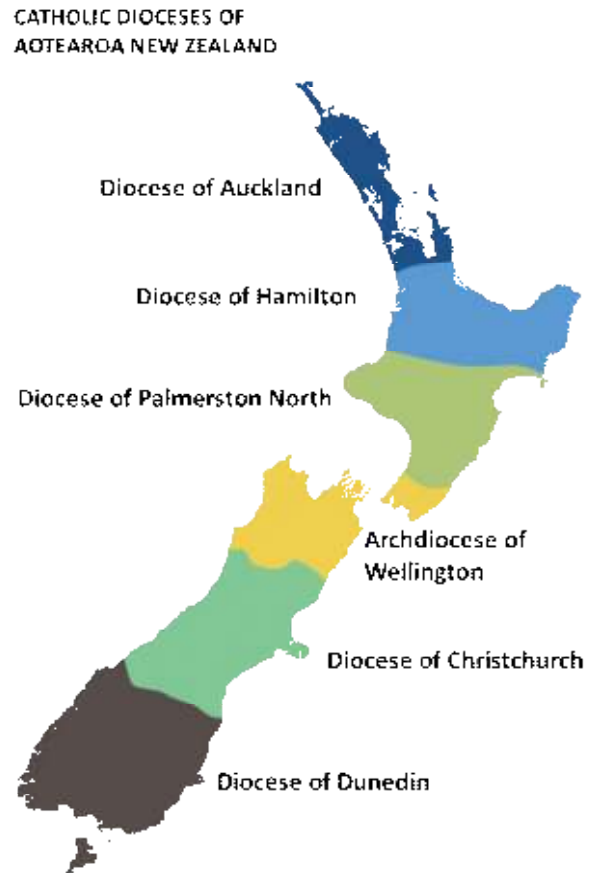 CATHOLIC DIOCESES OF
AOTEAROA NEW ZEALAND
Diocese of Auckland
Diocese of Hamilton
Diocese of Palmerston North
Archdiocese of
Wellington
Diocese of Christchurch
Diocese of Dunedin